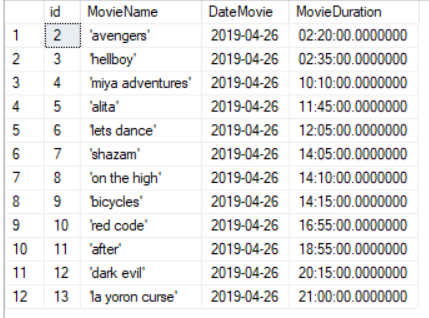 id MovieName DateMovie MovieDuration
1 2 'avengers' 2019-04-26 02:20:00.0000000
2 3 'hellboy' 2019-04-26 02:35:00.0000000
3 4 'miya adventures' 2019-04-26 10:10:00.0000000
4 5 'alita' 2019-04-26 11:45:00.0000000
5 6 'lets dance' 2019-04-26 12:05:00.0000000
6 7 'shazam' 2019-04-26 14:05:00.0000000
7 8 'on the high' 2019-04-26 14:10:00.0000000
8 9 'bicycles' 2019-04-26 14:15:00.0000000
9 10 'red code' 2019-04-26 16:55:00.0000000
10 11 'after' 2019-04-26 18:55:00.0000000
11 12 'dark evil' 2019-04-26 20:15:00.0000000
12 13 'la yoron curse' 2019-04-26 21:00:00.0000000